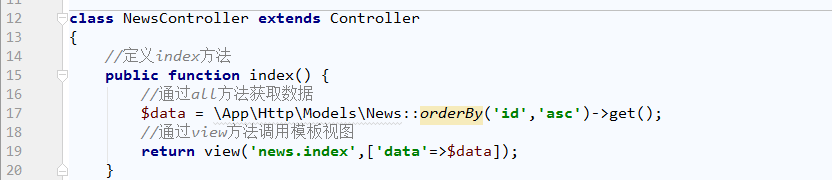 12 class NewsController extends Controller
13 {
14     //定义index方法
15     public function index() {
16         //通过all方法获取数据
17         $data = \App\Http\Models\News::orderBy('id','asc')->get();
18         //通过view方法调用模板视图
19         return view('news.index',['data'=>$data]);
20     }